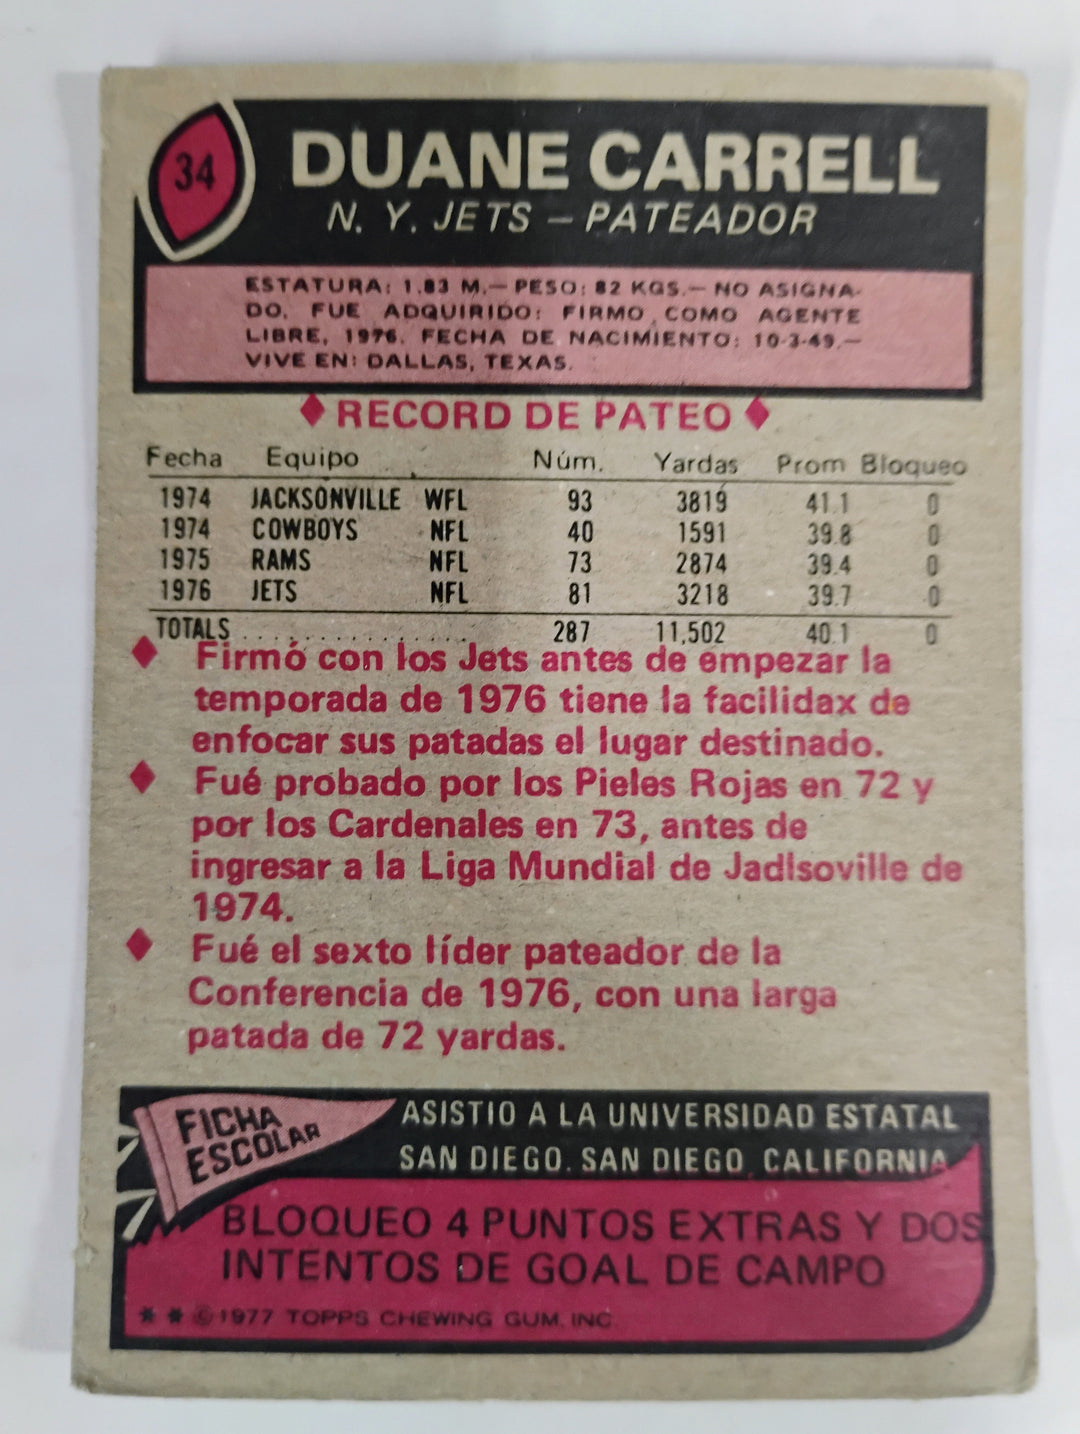 34
DUANE CARRELL
N. Y. JETS – PATEADOR
ESTATURA: 1.83 M.— PESO: 82 KGS.— NO ASIGNA-
DO. FUE ADQUIRIDO: FIRMO COMO AGENTE
LIBRE, 1976. FECHA DE NACIMIENTO: 10-3-49.—
VIVE EN: DALLAS, TEXAS.
RECORD DE PATEO
Fecha Equipo Núm. Yardas Prom Bloqueo
1974 JACKSONVILLE WFL 93 3819 41.1 0
1974 COWBOYS NFL 40 1591 39.8 0
1975 RAMS NFL 73 2874 39.4 0
1976 JETS NFL 81 3218 39.7 0
TOTALS . . . . . . . . . . . . . . 287 11,502 40.1 0
Firmó con los Jets antes de empezar la
temporada de 1976 tiene la facilidax de
enfocar sus patadas el lugar destinado.
Fué probado por los Pieles Rojas en 72 y
por los Cardenales en 73, antes de
ingresar a la Liga Mundial de Jadlsoville de
1974.
Fué el sexto líder pateador de la
Conferencia de 1976, con una larga
patada de 72 yardas.
FICHA
ESCOLAR
ASISTIO A LA UNIVERSIDAD ESTATAL
SAN DIEGO. SAN DIEGO, CALIFORNIA
BLOQUEO 4 PUNTOS EXTRAS Y DOS
INTENTOS DE GOAL DE CAMPO
* * © 1977 TOPPS CHEWING GUM, INC.